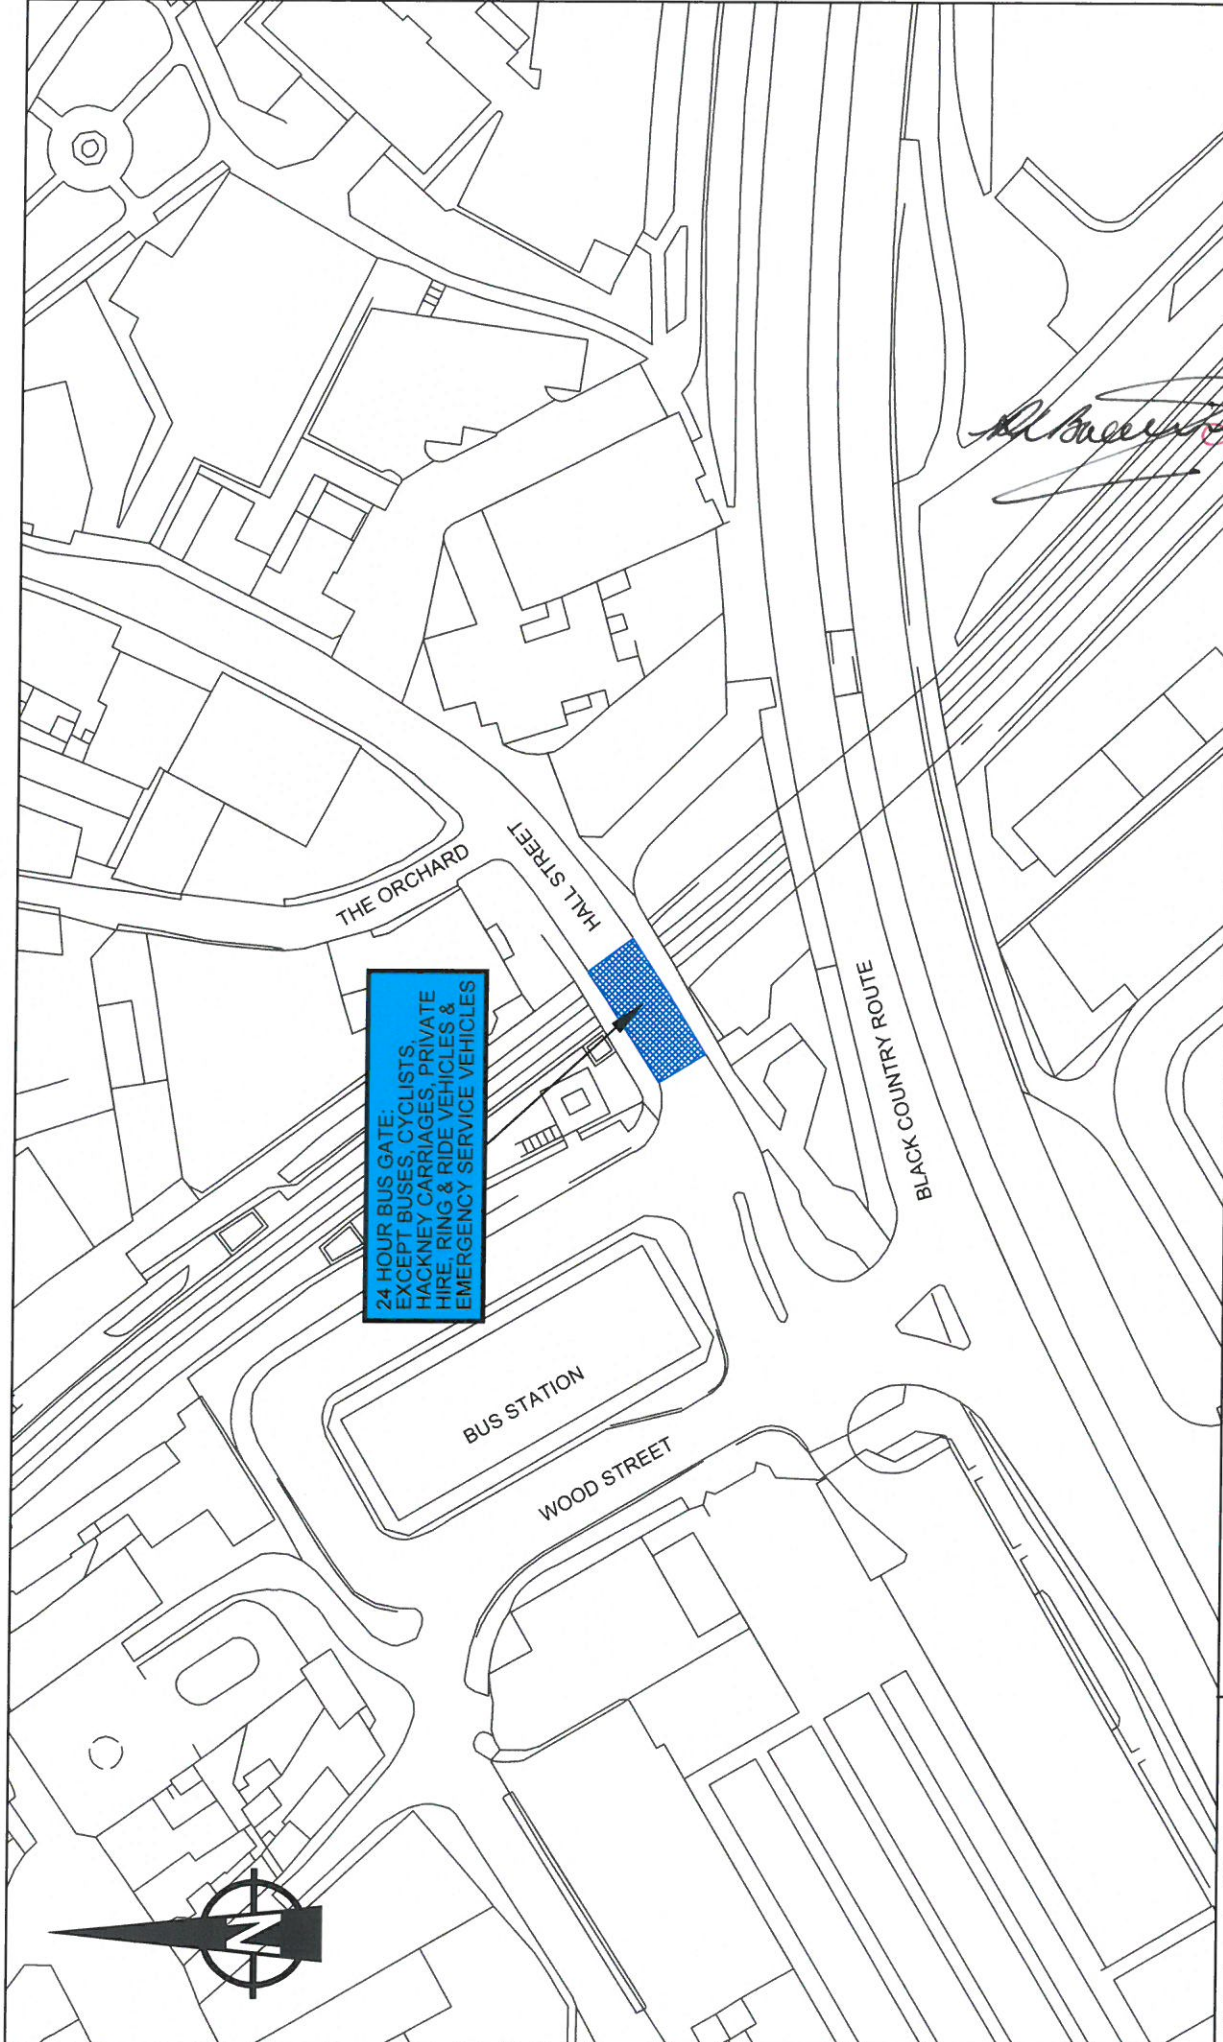 24 HOUR BUS GATE:
EXCEPT BUSES, CYCLISTS,
HACKNEY CARRIAGES, PRIVATE
HIRE, RING & RIDE VEHICLES &
EMERGENCY SERVICE VEHICLES
THE ORCHARD
HALL STREET
BUS STATION
WOOD STREET
BLACK COUNTRY ROUTE
N